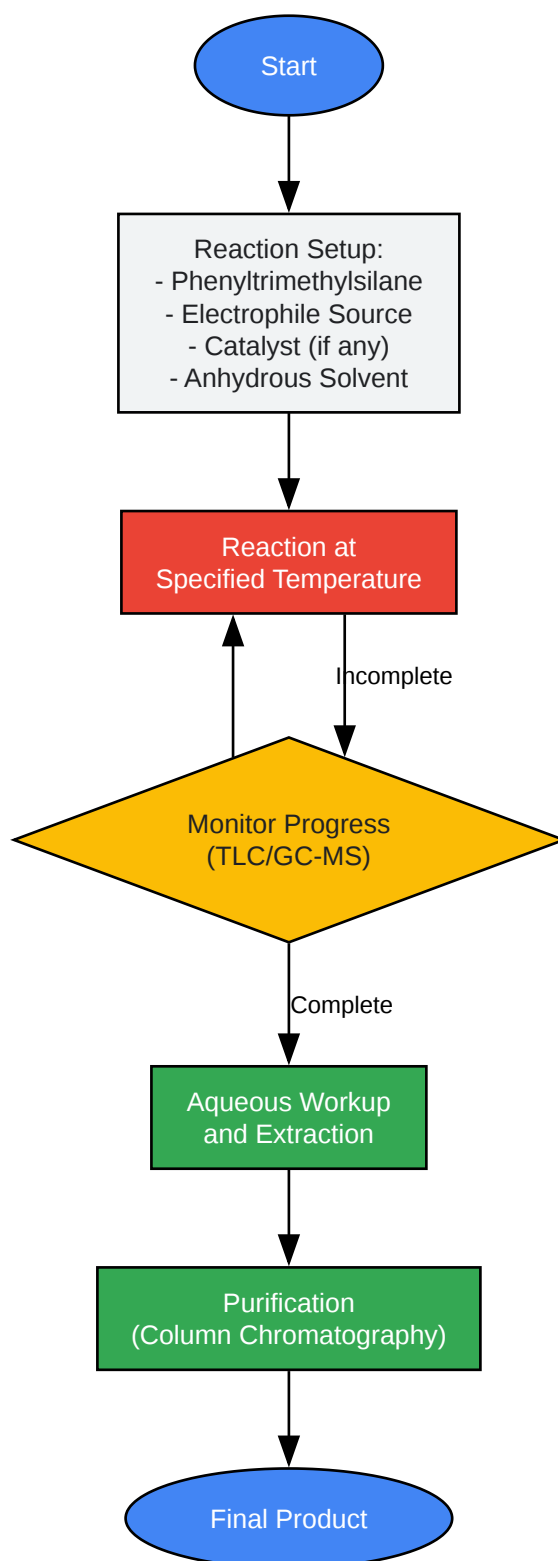 Start
Reaction Setup:
- Phenyltrimethylsilane
- Electrophile Source
- Catalyst (if any)
- Anhydrous Solvent
Reaction at
Specified Temperature
Incomplete
Monitor Progress
(TLC/GC-MS)
Complete
Aqueous Workup
and Extraction
Purification
(Column Chromatography)
Final Product